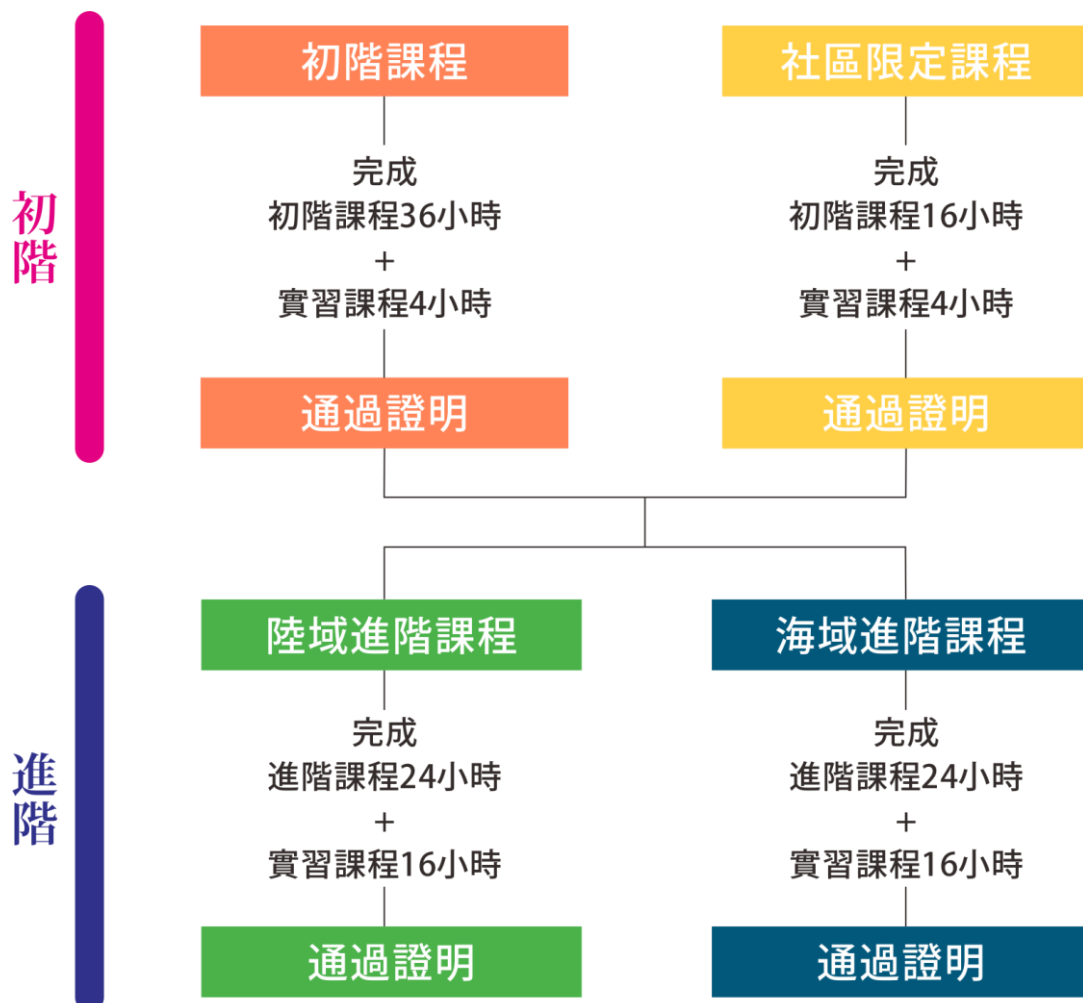 初階
初階課程
完成
初階課程36小時
+
實習課程4小時
通過證明
社區限定課程
完成
初階課程16小時
+
實習課程4小時
通過證明
進階
陸域進階課程
完成
進階課程24小時
+
實習課程16小時
通過證明
海域進階課程
完成
進階課程24小時
+
實習課程16小時
通過證明